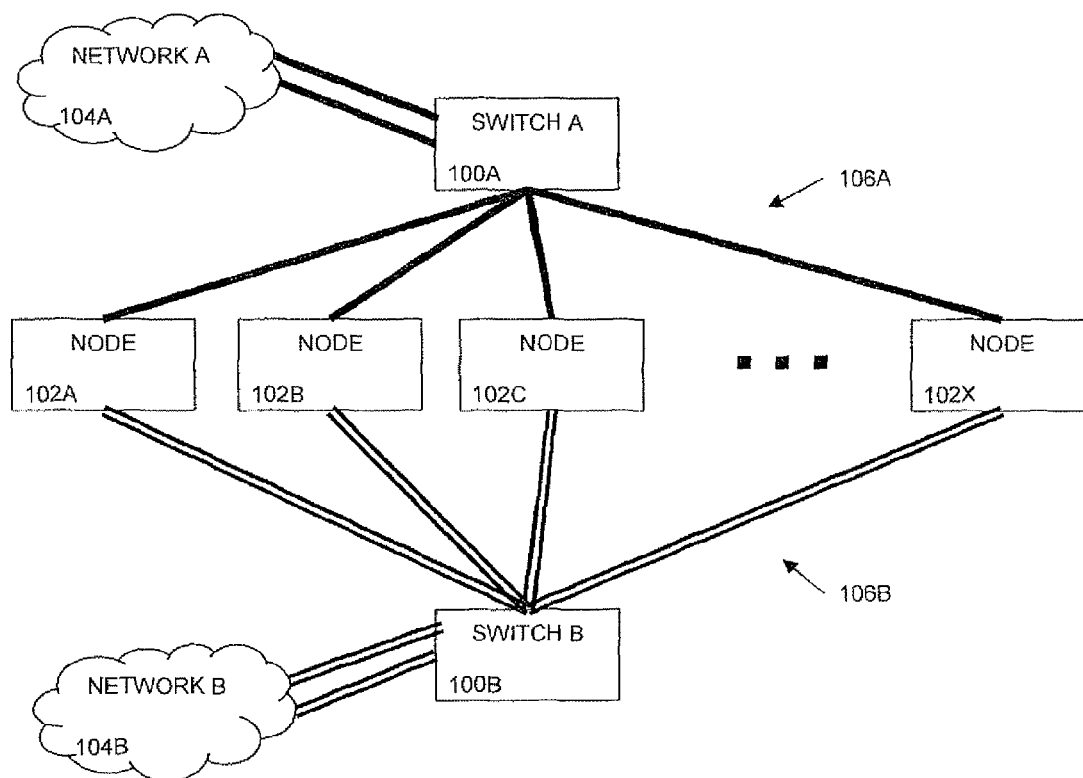 NETWORK A
104A
SWITCH A
100A
106A
NODE
102A
NODE
102B
NODE
102C
NODE
102X
106B
SWITCH B
100B
NETWORK B
104B